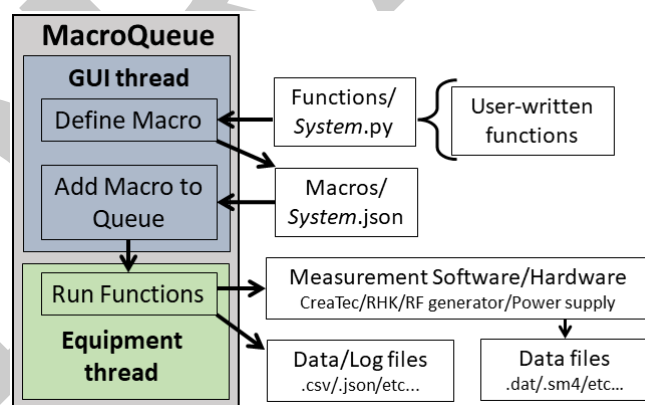 MacroQueue
GUI thread
Define Macro
Functions/
System.py
User-written
functions
Add Macro to
Queue
Macros/
System.json
Run Functions
Equipment
thread
Measurement Software/Hardware
CreaTec/RHK/RF generator/Power supply
Data/Log files
.csv/.json/etc...
Data files
.dat/.sm4/etc...